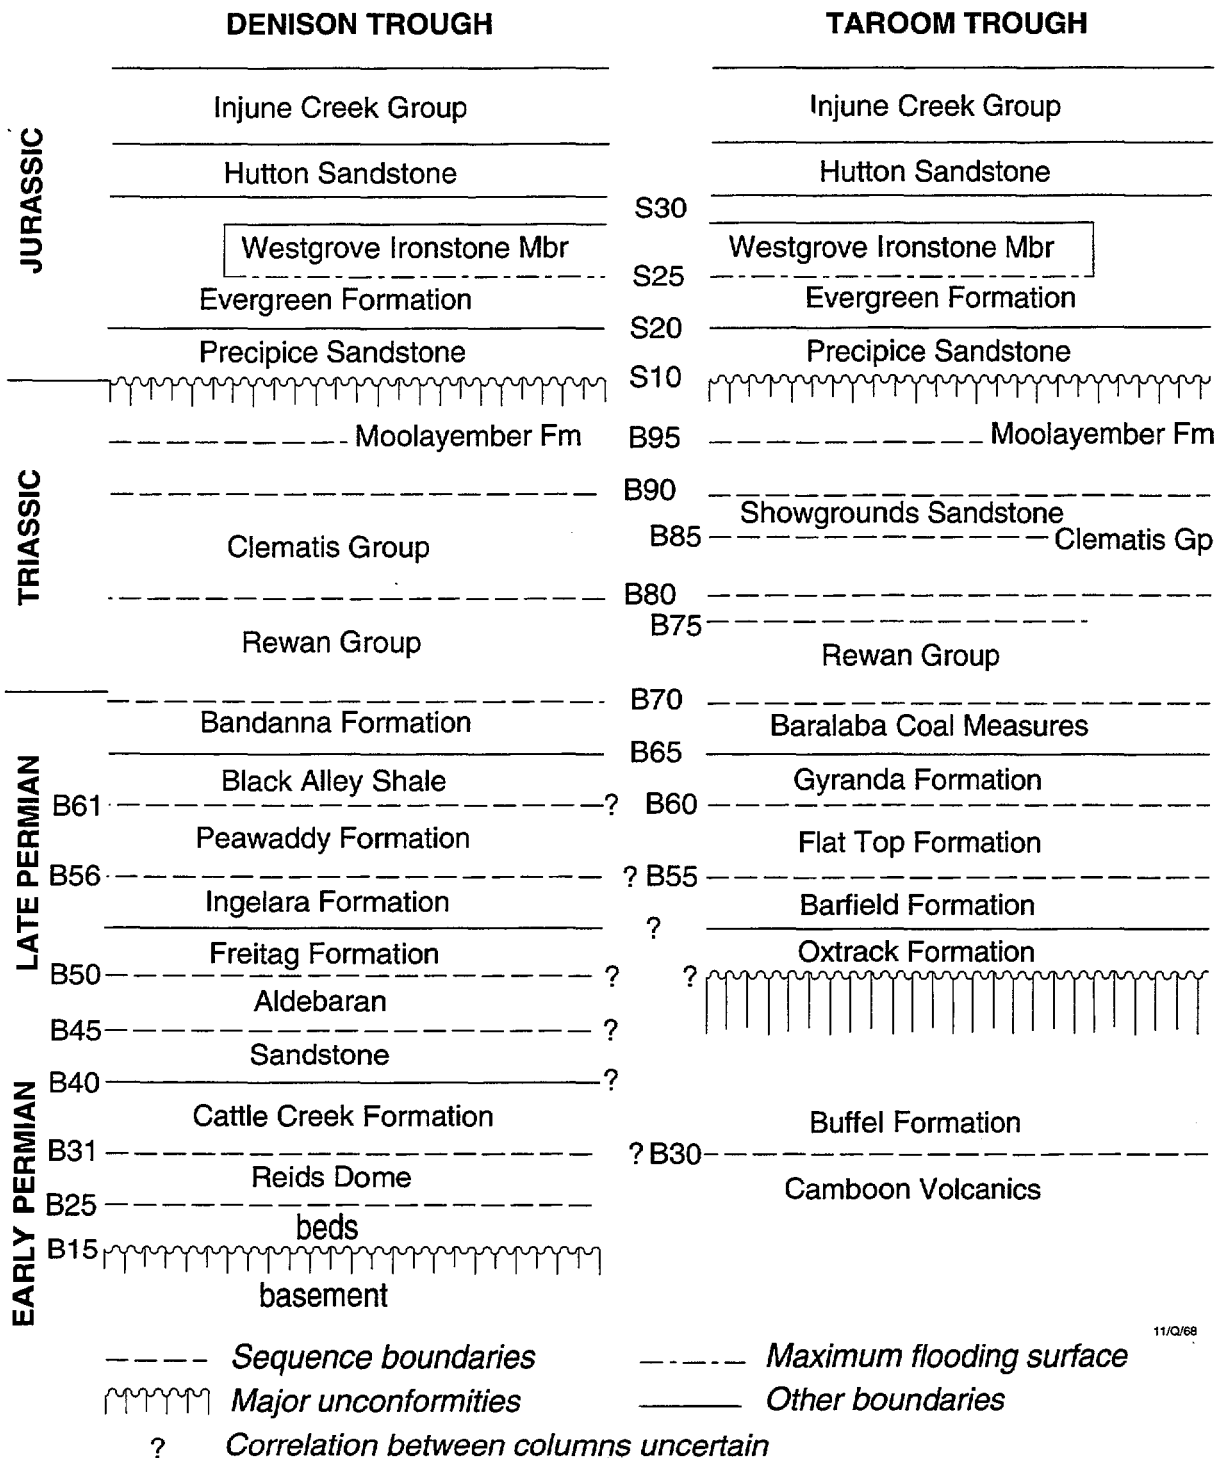 DENISON TROUGH TAROOM TROUGH
Injune Creek Group Injune Creek Group
JURASSIC
Hutton Sandstone Hutton Sandstone
S30
Westgrove Ironstone Mbr Westgrove Ironstone Mbr
S25
Evergreen Formation Evergreen Formation
S20
Precipice Sandstone Precipice Sandstone
S10
Moolayember Fm B95 Moolayember Fm
TRIASSIC
B90
Showgrounds Sandstone
Clematis Group B85 Clematis Gp
B80
B75
Rewan Group Rewan Group
B70
Bandanna Formation Baralaba Coal Measures
B65
LATE PERMIAN
Black Alley Shale Gyranda Formation
B61 ? B60
Peawaddy Formation Flat Top Formation
B56 ? B55
Ingelara Formation Barfield Formation
?
Freitag Formation Oxtrack Formation
B50 ? ?
Aldebaran
B45 ?
Sandstone
B40 ?
EARLY PERMIAN
Cattle Creek Formation Buffel Formation
B31 ? B30
Reids Dome Camboon Volcanics
B25
beds
B15
basement
11/Q/68
Sequence boundaries Maximum flooding surface
Major unconformities Other boundaries
? Correlation between columns uncertain